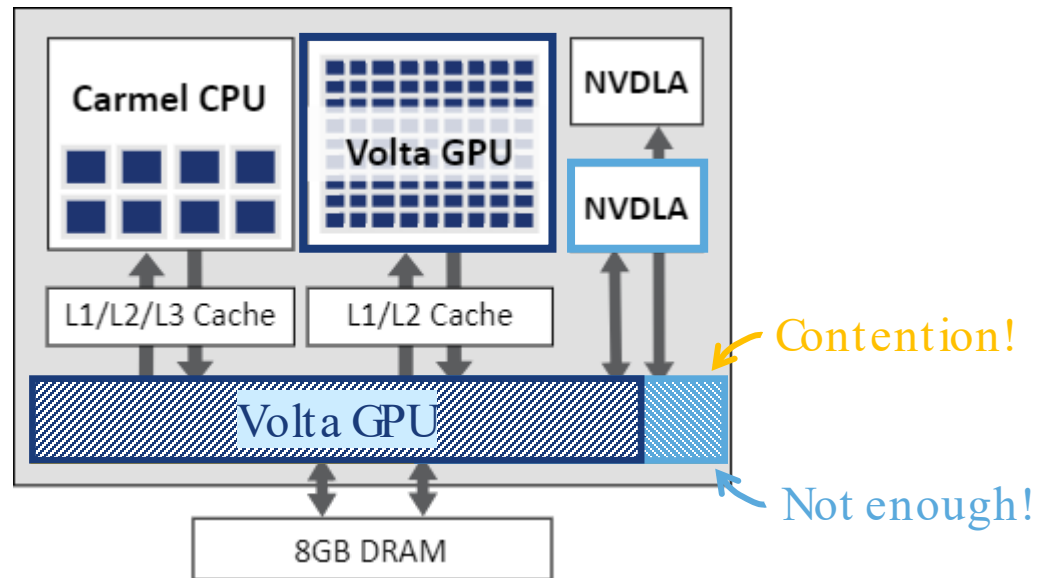 Carmel CPU
Volta GPU
NVDLA
NVDLA
L1/L2/L3 Cache
L1/L2 Cache
Contention!
Volta GPU
Not enough!
8GB DRAM